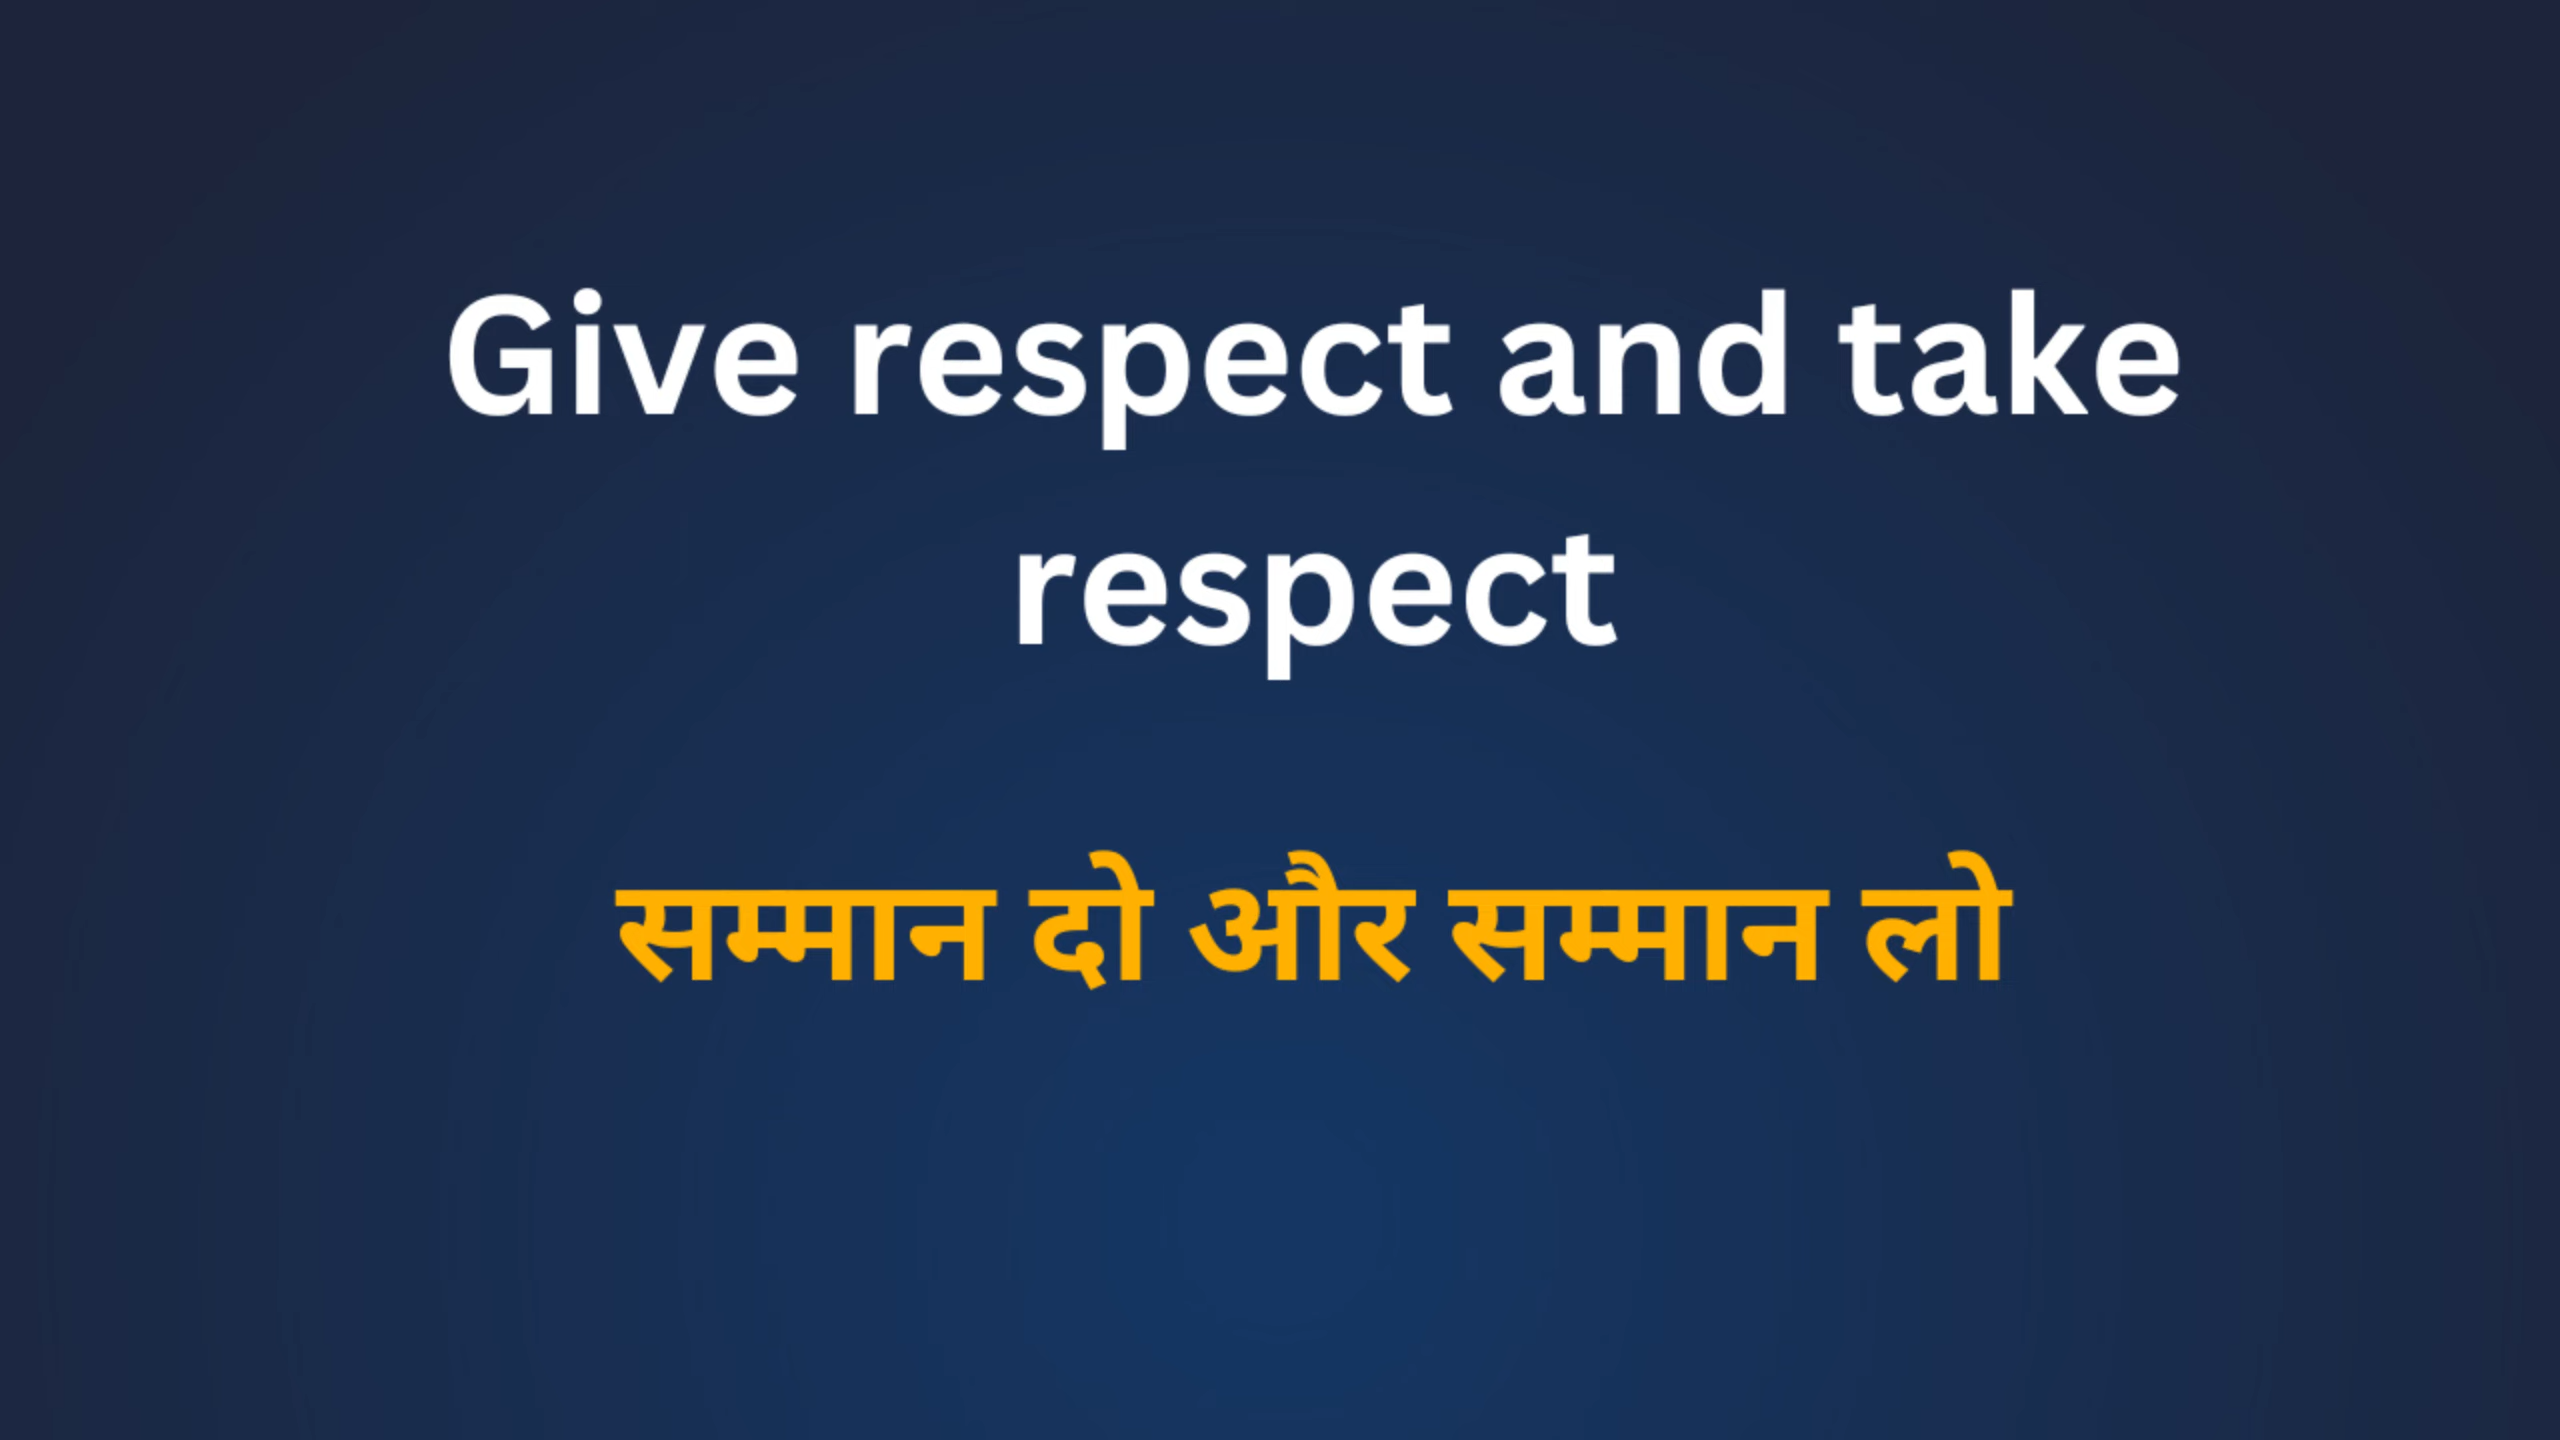 Give respect and take
respect
सम्मान दो और सम्मान लो